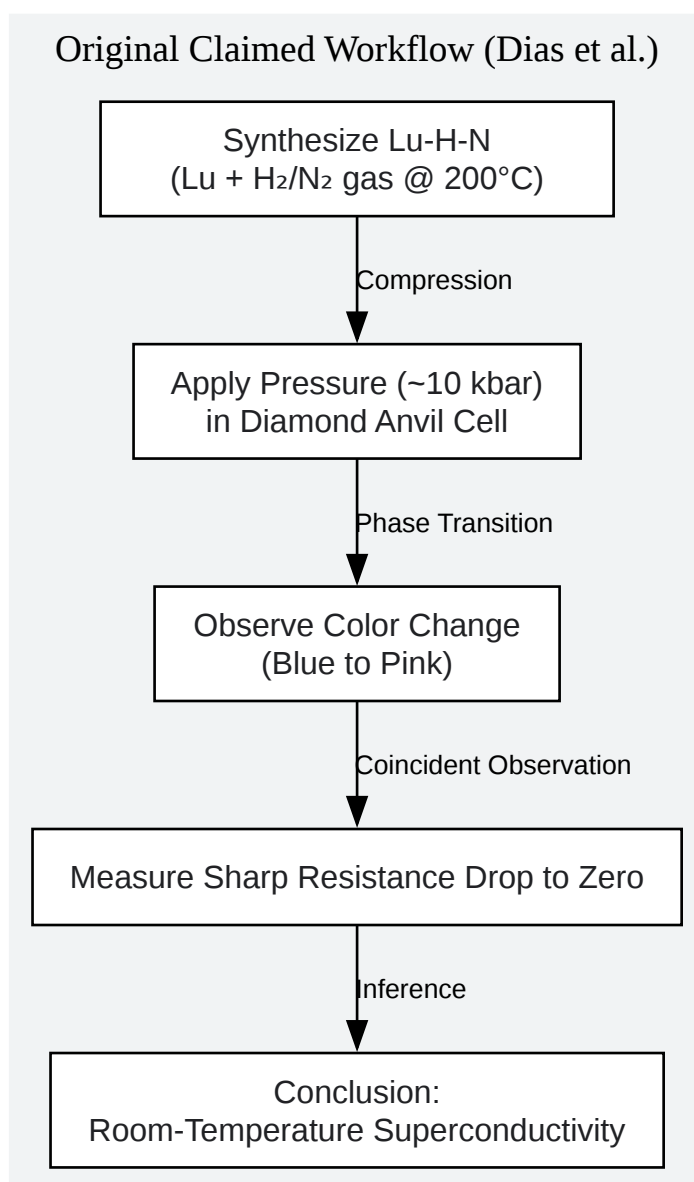 Original Claimed Workflow (Dias et al.)
Synthesize Lu-H-N
(Lu + H₂/N₂ gas @ 200°C)
Compression
Apply Pressure (~10 kbar)
in Diamond Anvil Cell
Phase Transition
Observe Color Change
(Blue to Pink)
Coincident Observation
Measure Sharp Resistance Drop to Zero
Inference
Conclusion:
Room-Temperature Superconductivity